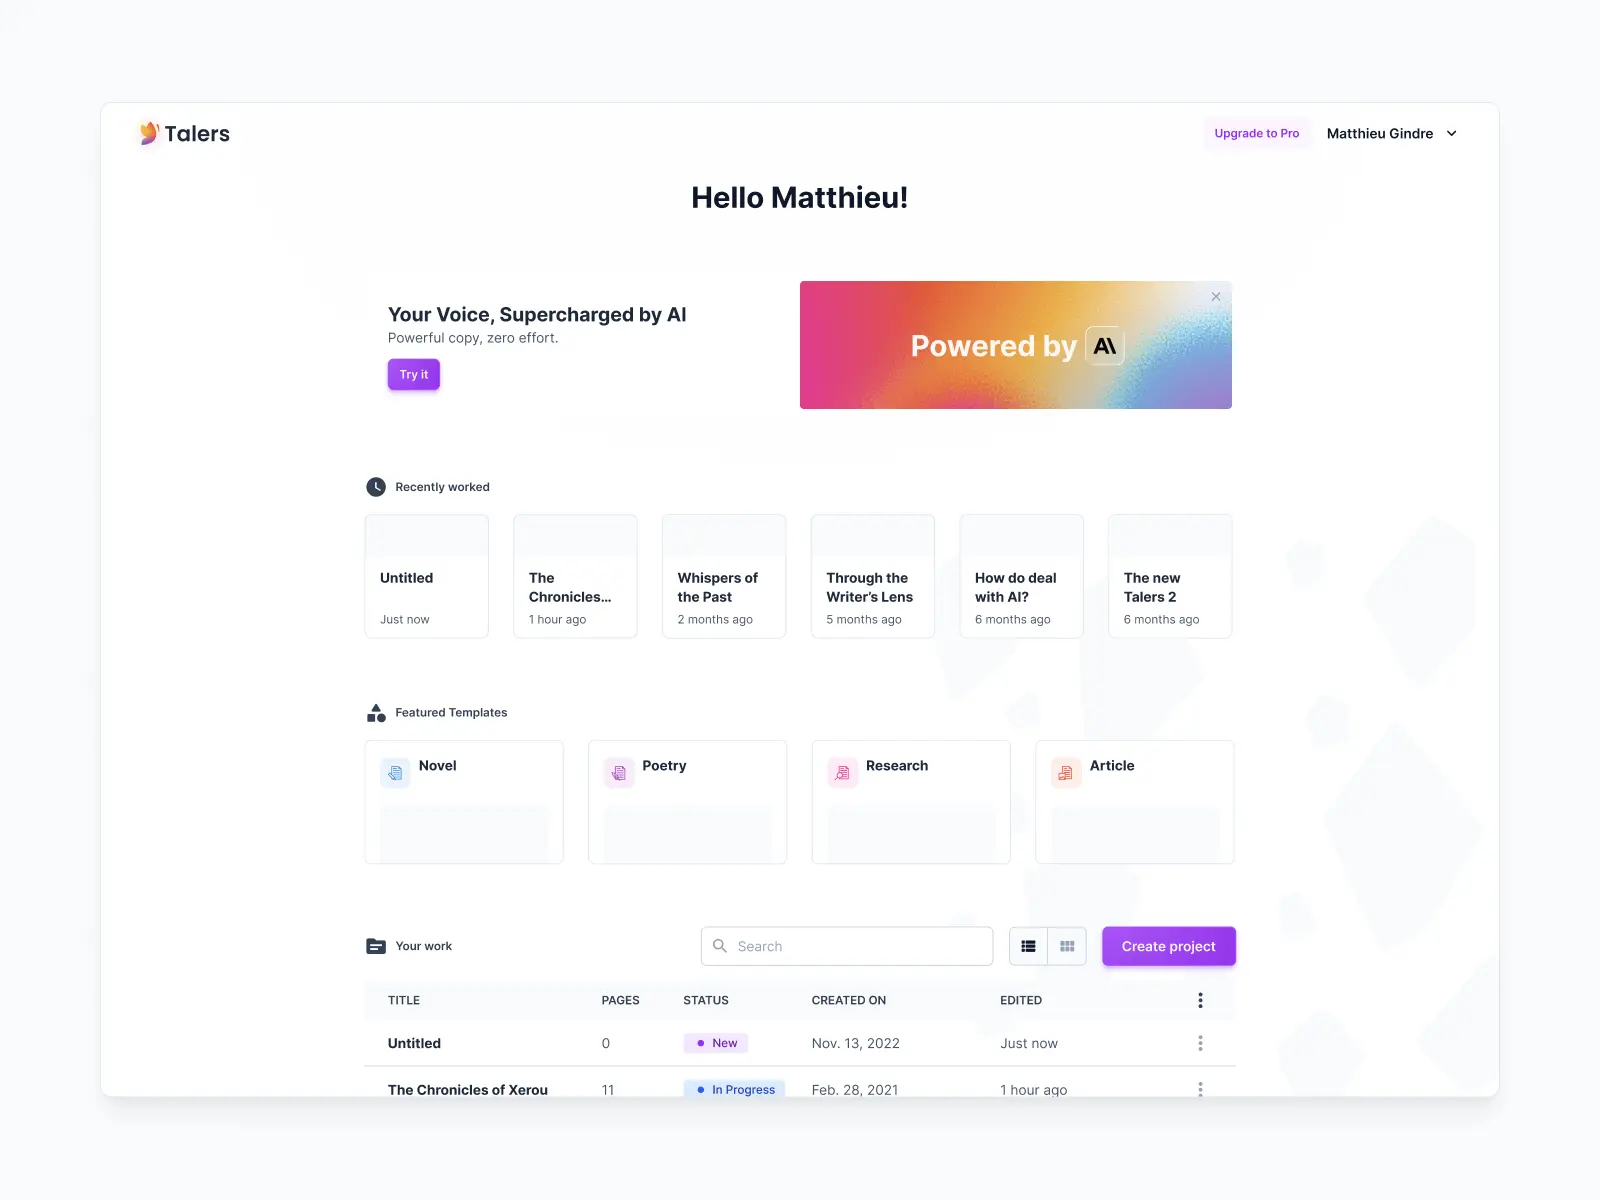 Talers
Upgrade to Pro
Matthieu Gindre
Hello Matthieu!
Your Voice, Supercharged by AI
Powerful copy, zero effort.
Try it
Powered by A\
Recently worked
Untitled
Just now
The
Chronicles...
1 hour ago
Whispers of
the Past
2 months ago
Through the
Writer’s Lens
5 months ago
How do deal
with AI?
6 months ago
The new
Talers 2
6 months ago
Featured Templates
Novel
Poetry
Research
Article
Your work
Search
Create project
TITLE PAGES STATUS CREATED ON EDITED
Untitled 0 New Nov. 13, 2022 Just now
The Chronicles of Xerou 11 In Progress Feb. 28, 2021 1 hour ago